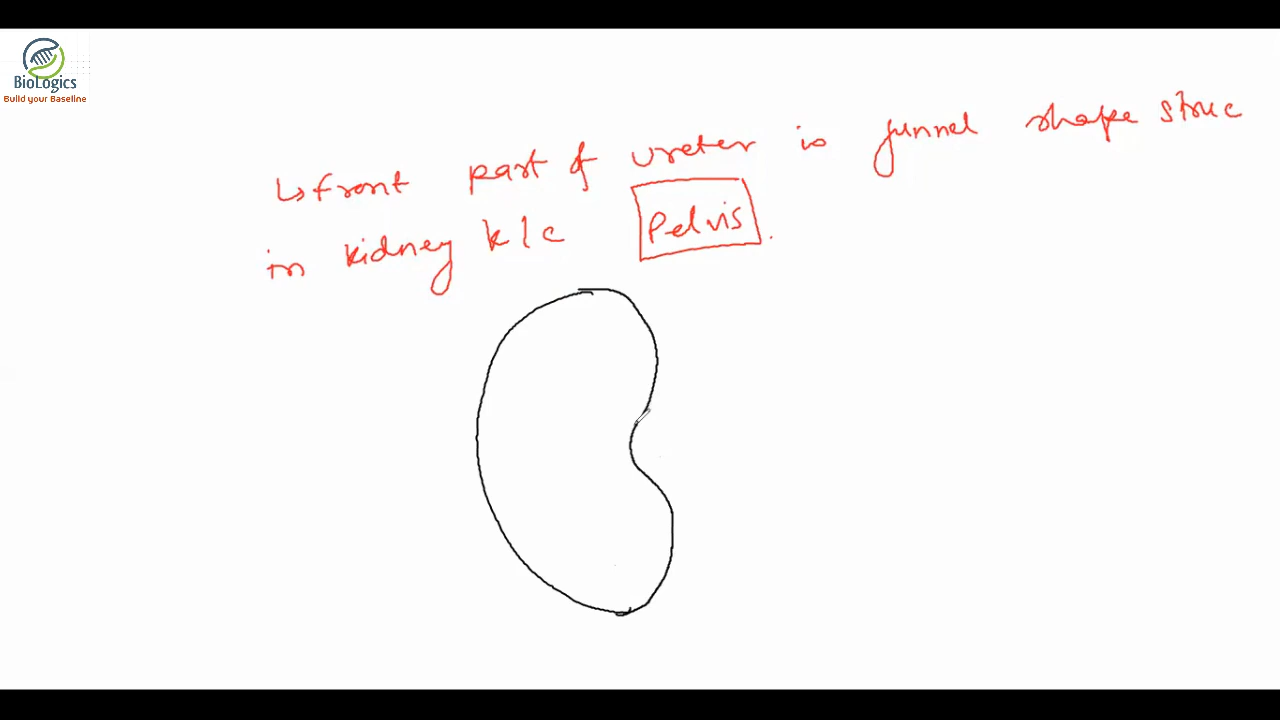 BioLogics
Build your Baseline
↳ Front part of ureter is funnel shape struc
in kidney k/c Pelvis.